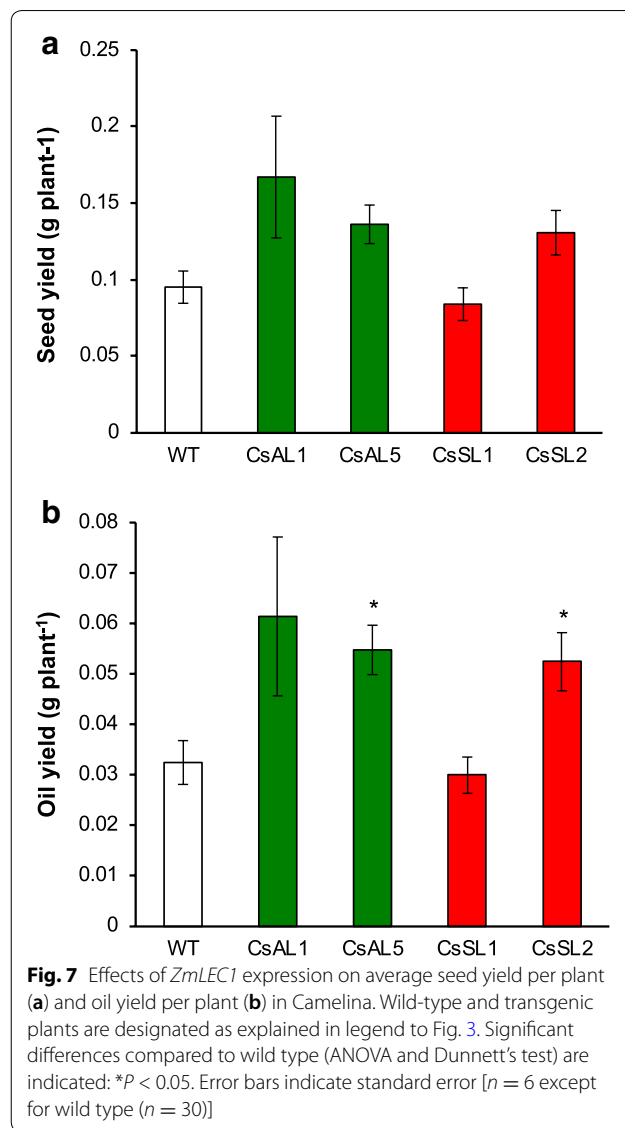 a
0.25
0.2
0.15
0.1
0.05
0
Seed yield (g plant-1)
WT CsAL1 CsAL5 CsSL1 CsSL2
b
0.08
0.07
0.06
0.05
0.04
0.03
0.02
0.01
0
Oil yield (g plant⁻¹)
* *
WT CsAL1 CsAL5 CsSL1 CsSL2
Fig. 7 Effects of ZmLEC1 expression on average seed yield per plant
(a) and oil yield per plant (b) in Camelina. Wild-type and transgenic
plants are designated as explained in legend to Fig. 3. Significant
differences compared to wild type (ANOVA and Dunnett's test) are
indicated: *P < 0.05. Error bars indicate standard error [n = 6 except
for wild type (n = 30)]